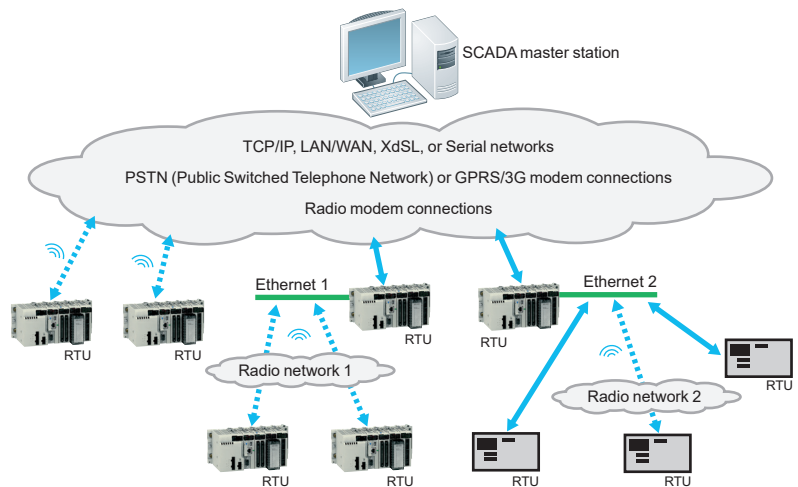 SCADA master station
TCP/IP, LAN/WAN, XdSL, or Serial networks
PSTN (Public Switched Telephone Network) or GPRS/3G modem connections
Radio modem connections
Ethernet 1
Ethernet 2
RTU
RTU
RTU
RTU
Radio network 1
RTU
Radio network 2
RTU
RTU
RTU
RTU